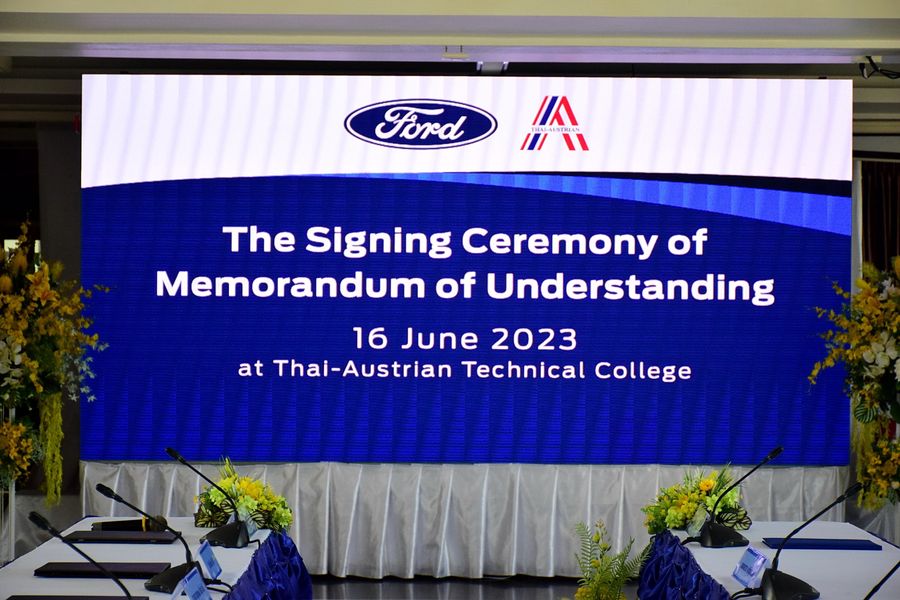 Ford
THAI-AUSTRIAN
The Signing Ceremony of
Memorandum of Understanding
16 June 2023
at Thai-Austrian Technical College